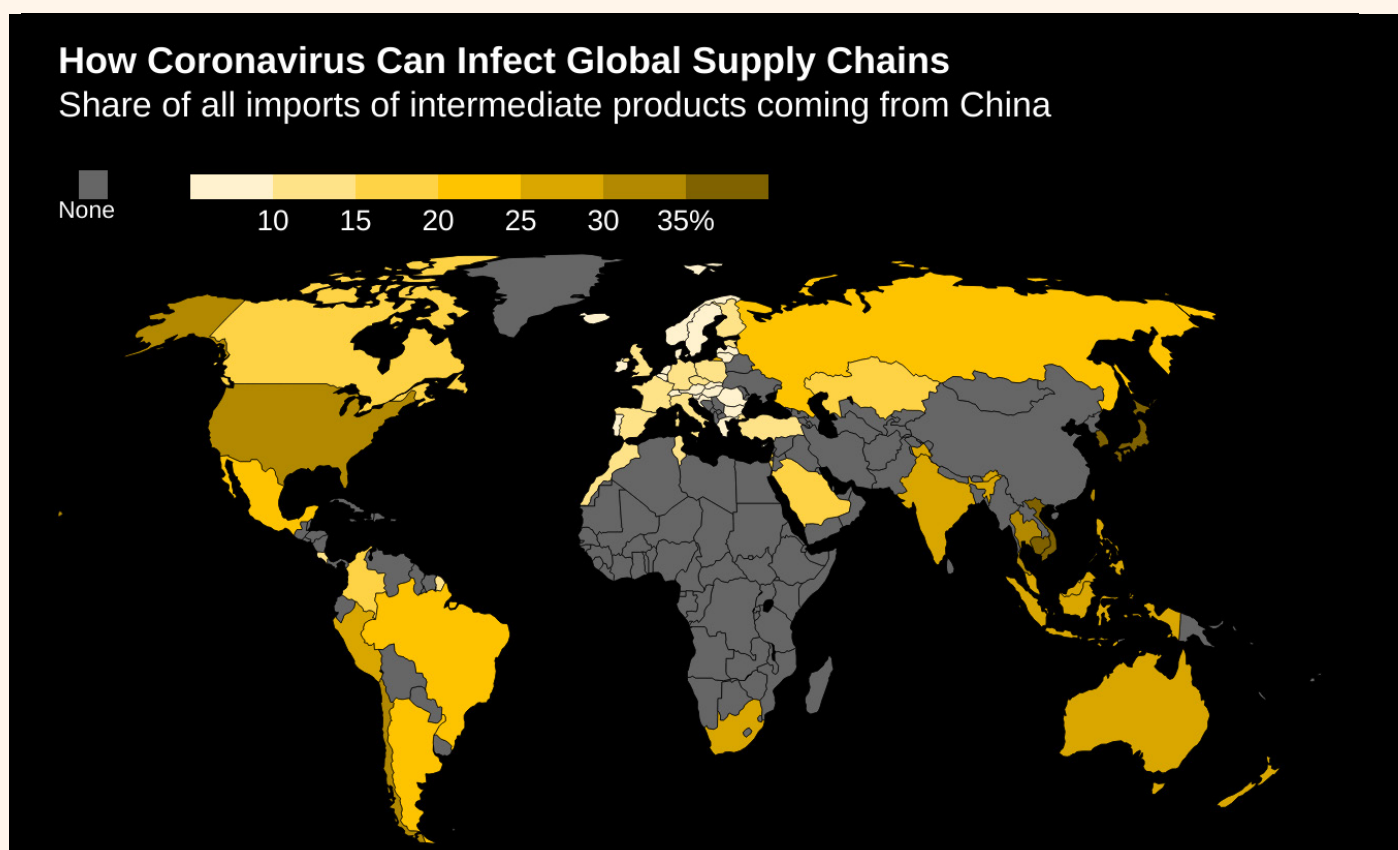 How Coronavirus Can Infect Global Supply Chains
Share of all imports of intermediate products coming from China
None
10 15 20 25 30 35%